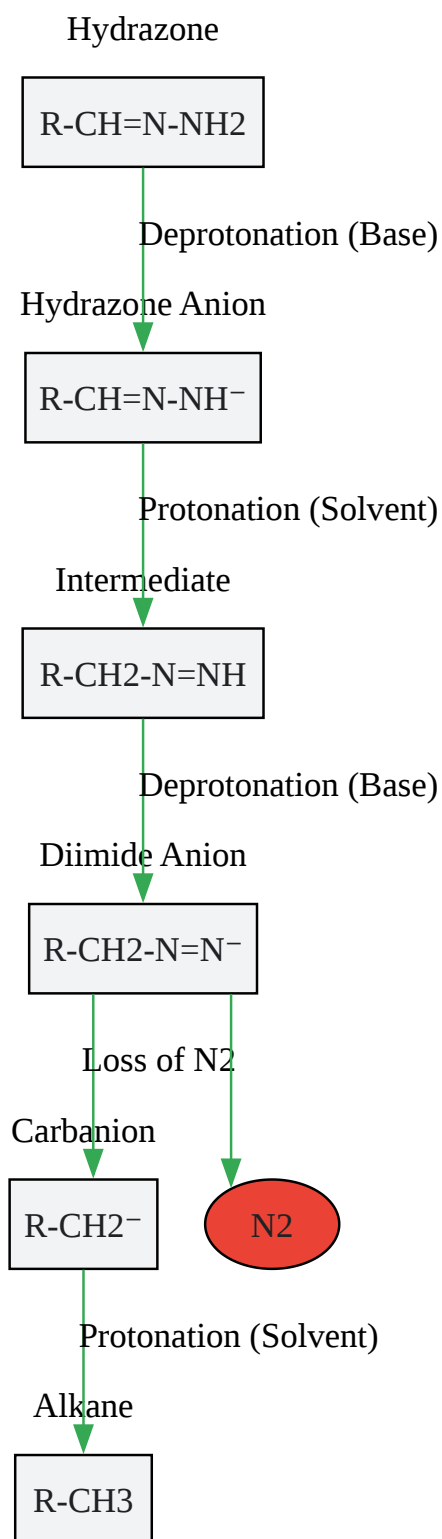 Hydrazone
R-CH=N-NH2
Deprotonation (Base)
Hydrazone Anion
R-CH=N-NH⁻
Protonation (Solvent)
Intermediate
R-CH2-N=NH
Deprotonation (Base)
Diimide Anion
R-CH2-N=N⁻
Loss of N2
Carbanion
R-CH2⁻
N2
Protonation (Solvent)
Alkane
R-CH3